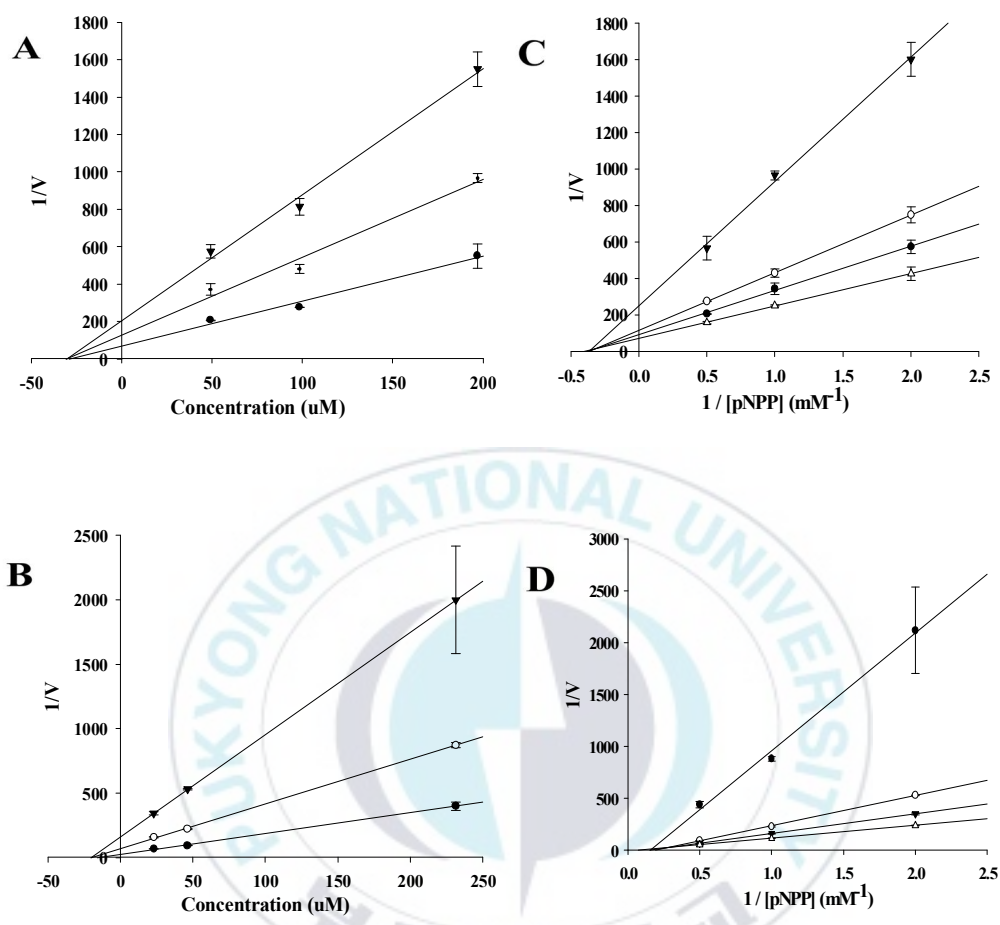 A
1/V
1800
1600
1400
1200
1000
800
600
400
200
0
-50 0 50 100 150 200
Concentration (uM)
C
1/V
1800
1600
1400
1200
1000
800
600
400
200
0
-0.5 0.0 0.5 1.0 1.5 2.0 2.5
1 / [pNPP] (mM-1)
B
1/V
2500
2000
1500
1000
500
0
-50 0 50 100 150 200 250
Concentration (uM)
D
1/V
3000
2500
2000
1500
1000
500
0
0.0 0.5 1.0 1.5 2.0 2.5
1 / [pNPP] (mM-1)
PUKYONG NATIONAL UNIVERSITY